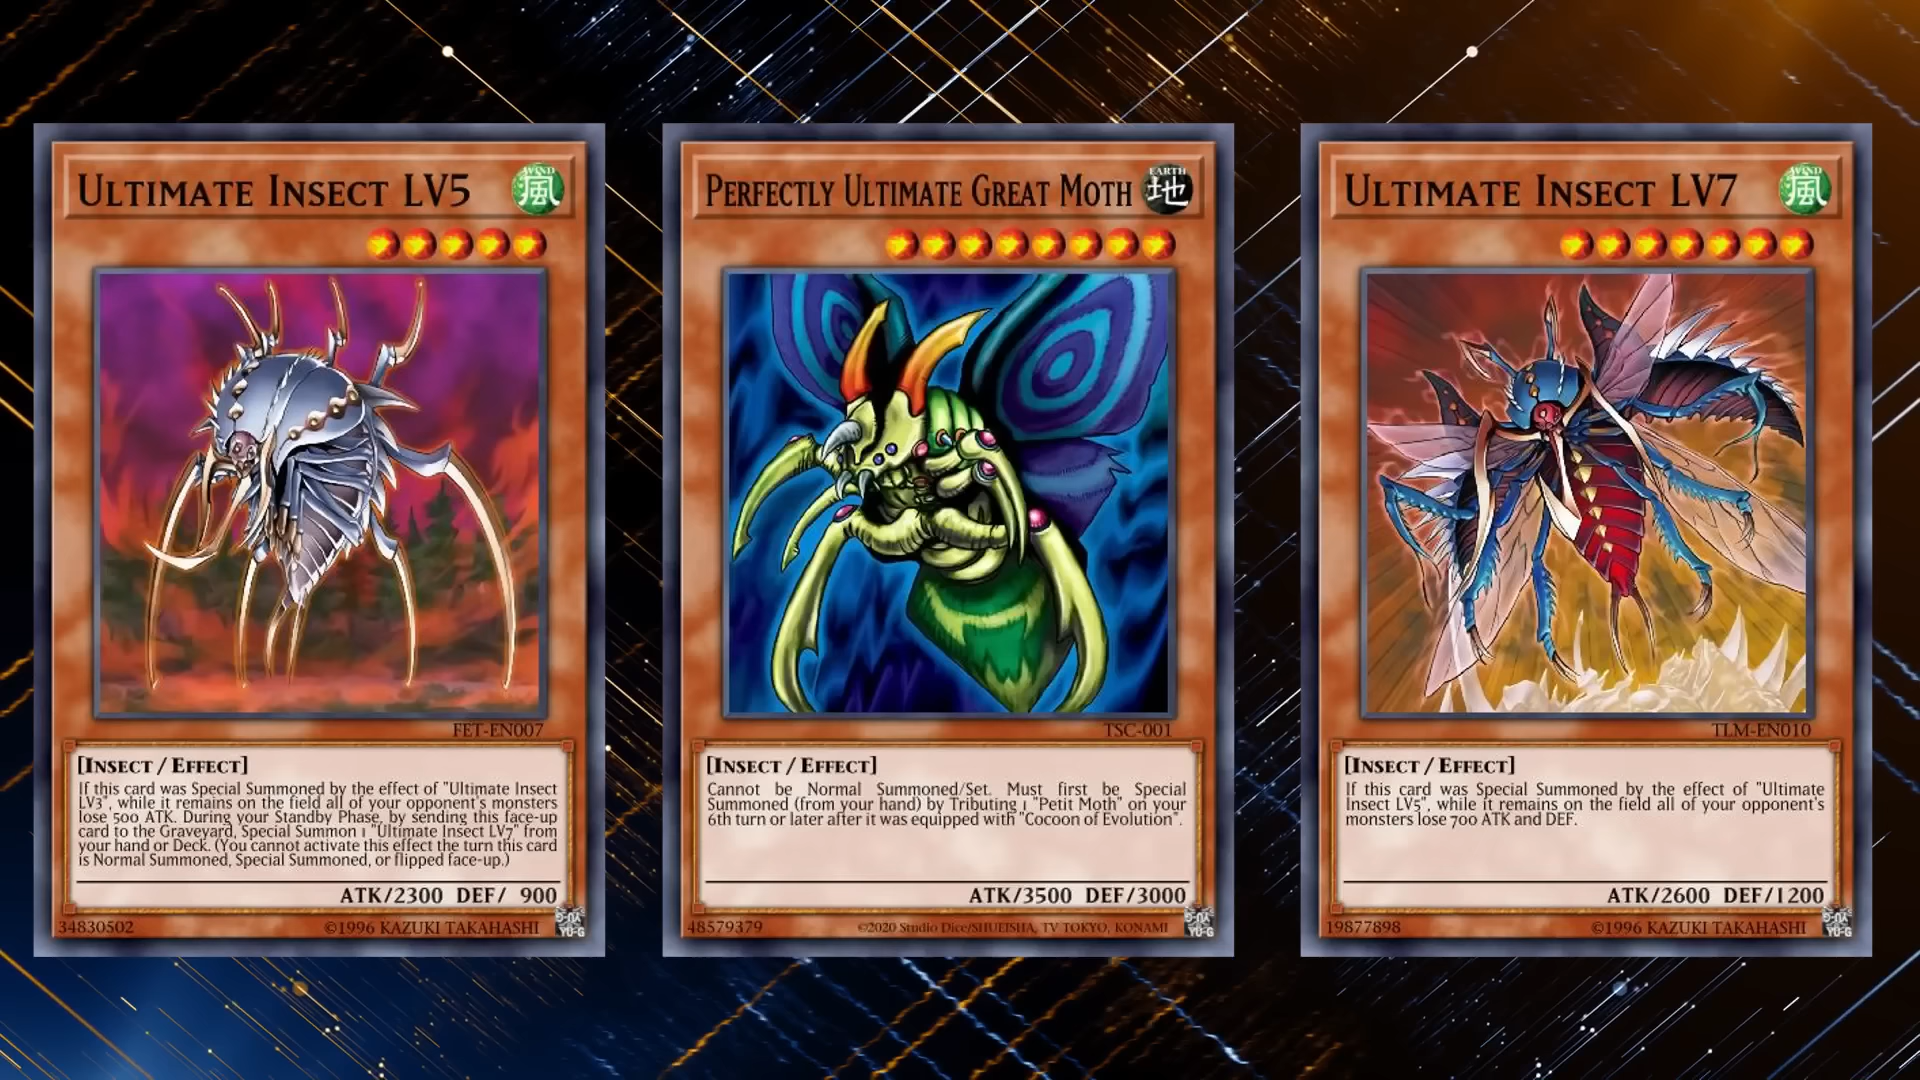 ULTIMATE INSECT LV5
WIND
風
FET-EN007
[INSECT / EFFECT]
If this card was Special Summoned by the effect of "Ultimate Insect
LV3", while it remains on the field all of your opponent's monsters
lose 500 ATK. During your Standby Phase, by sending this face-up
card to the Graveyard, Special Summon 1 "Ultimate Insect LV7" from
your hand or Deck. (You cannot activate this effect the turn this card
is Normal Summoned, Special Summoned, or flipped face-up.)
ATK/2300 DEF/ 900
34830502
©1996 KAZUKI TAKAHASHI
PERFECTLY ULTIMATE GREAT MOTH
EARTH
地
TSC-001
[INSECT / EFFECT]
Cannot be Normal Summoned/Set. Must first be Special
Summoned (from your hand) by Tributing 1 "Petit Moth" on your
6th turn or later after it was equipped with "Cocoon of Evolution".
ATK/3500 DEF/3000
48579379
©2020 Studio Dice/SHUEISHA, TV TOKYO, KONAMI
ULTIMATE INSECT LV7
WIND
風
TLM-EN010
[INSECT / EFFECT]
If this card was Special Summoned by the effect of "Ultimate
Insect LV5", while it remains on the field all of your opponent's
monsters lose 700 ATK and DEF.
ATK/2600 DEF/1200
19877898
©1996 KAZUKI TAKAHASHI